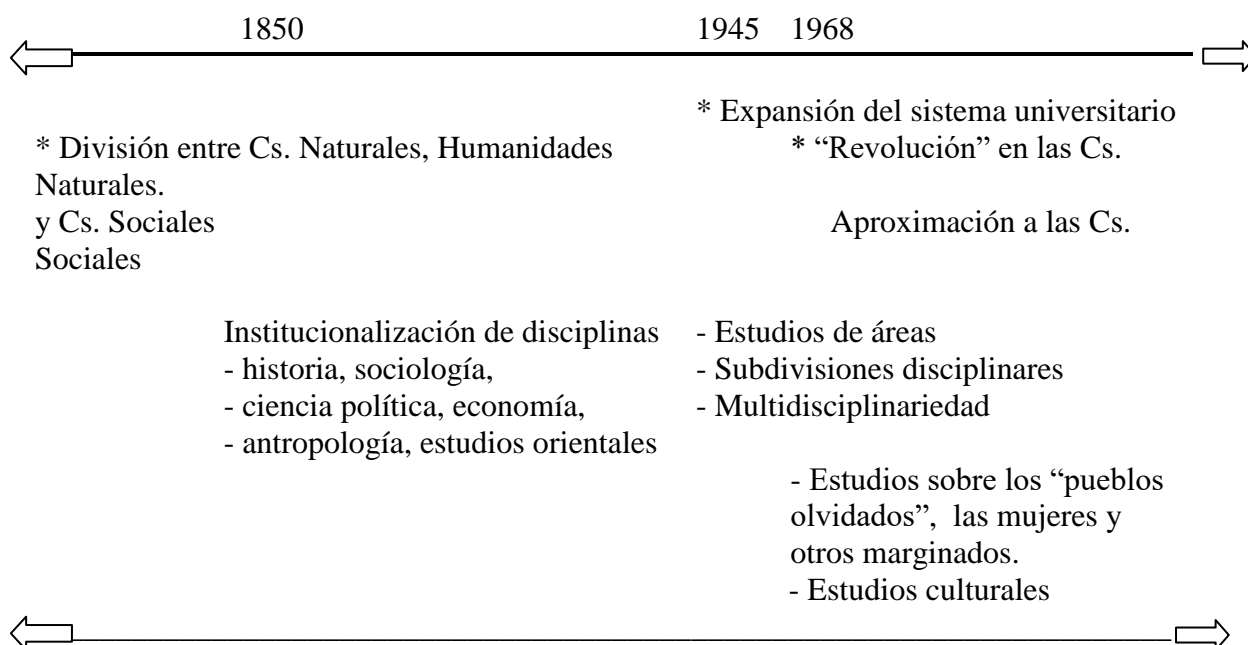 1850 1945 1968
* Expansión del sistema universitario
* División entre Cs. Naturales, Humanidades * “Revolución” en las Cs.
Naturales.
y Cs. Sociales Aproximación a las Cs.
Sociales
Institucionalización de disciplinas - Estudios de áreas
- historia, sociología, - Subdivisiones disciplinares
- ciencia política, economía, - Multidisciplinariedad
- antropología, estudios orientales
- Estudios sobre los “pueblos
olvidados”, las mujeres y
otros marginados.
- Estudios culturales